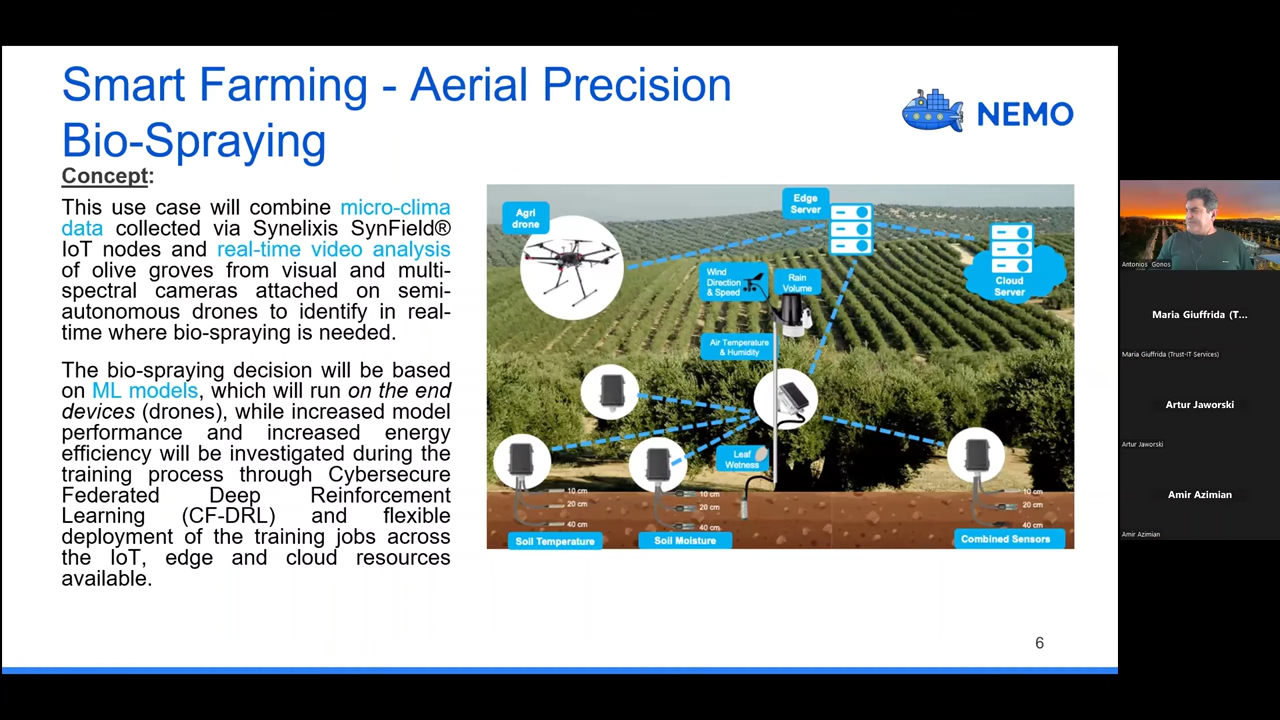 Smart Farming - Aerial Precision
Bio-Spraying
NEMO
Concept:
This use case will combine micro-clima
data collected via Synelixis SynField®
IoT nodes and real-time video analysis
of olive groves from visual and multi-
spectral cameras attached on semi-
autonomous drones to identify in real-
time where bio-spraying is needed.
The bio-spraying decision will be based
on ML models, which will run on the end
devices (drones), while increased model
performance and increased energy
efficiency will be investigated during the
training process through Cybersecure
Federated Deep Reinforcement
Learning (CF-DRL) and flexible
deployment of the training jobs across
the IoT, edge and cloud resources
available.
Agri
drone
Edge
Server
Cloud
Server
Wind
Direction
& Speed
Rain
Volume
Air Temperature
& Humidity
Leaf
Wetness
10 cm
20 cm
40 cm
Soil Temperature
10 cm
20 cm
40 cm
Soil Moisture
10 cm
20 cm
40 cm
Combined Sensors
6
Antonios Gonos
Maria Giuffrida (T...
Maria Giuffrida (Trust-IT Services)
Artur Jaworski
Artur Jaworski
Amir Azimian
Amir Azimian